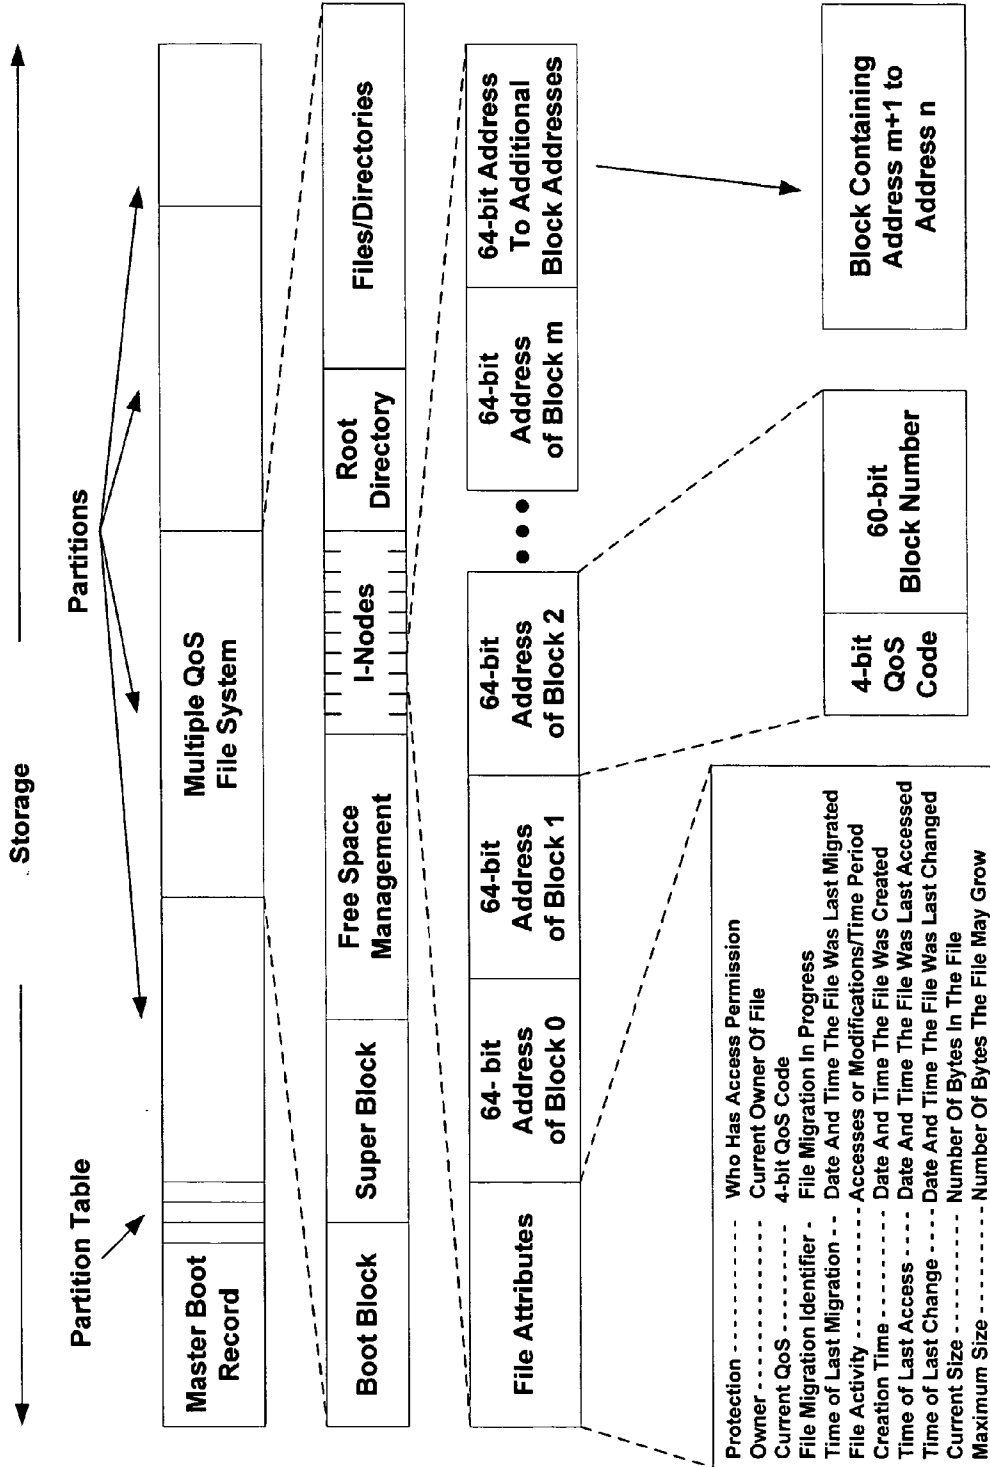 Storage
Partition Table
Partitions
Master Boot
Record
Multiple QoS
File System
Boot Block
Super Block
Free Space
Management
I-Nodes
Root
Directory
Files/Directories
File Attributes
64- bit
Address
of Block 0
64-bit
Address
of Block 1
64-bit
Address
of Block 2
64-bit
Address
of Block m
64-bit Address
To Additional
Block Addresses
Protection - - - - - - - - - - - - Who Has Access Permission
Owner - - - - - - - - - - - - - - Current Owner Of File
Current QoS - - - - - - - - - - 4-bit QoS Code
File Migration Identifier - - File Migration In Progress
Time of Last Migration - - Date And Time The File Was Last Migrated
File Activity - - - - - - - - - - Accesses or Modifications/Time Period
Creation Time - - - - - - - - - Date And Time The File Was Created
Time of Last Access - - - - - Date And Time The File Was Last Accessed
Time of Last Change - - - - Date And Time The File Was Last Changed
Current Size - - - - - - - - - - Number Of Bytes In The File
Maximum Size - - - - - - - - - Number Of Bytes The File May Grow
4-bit
QoS
Code
60-bit
Block Number
Block Containing
Address m+1 to
Address n